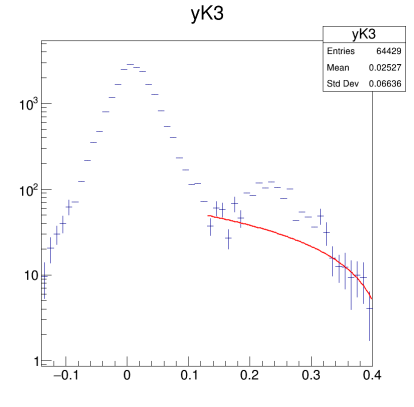 yK3
yK3
Entries 64429
Mean 0.02527
Std Dev 0.06636
10³
10²
10
1
−0.1 0 0.1 0.2 0.3 0.4